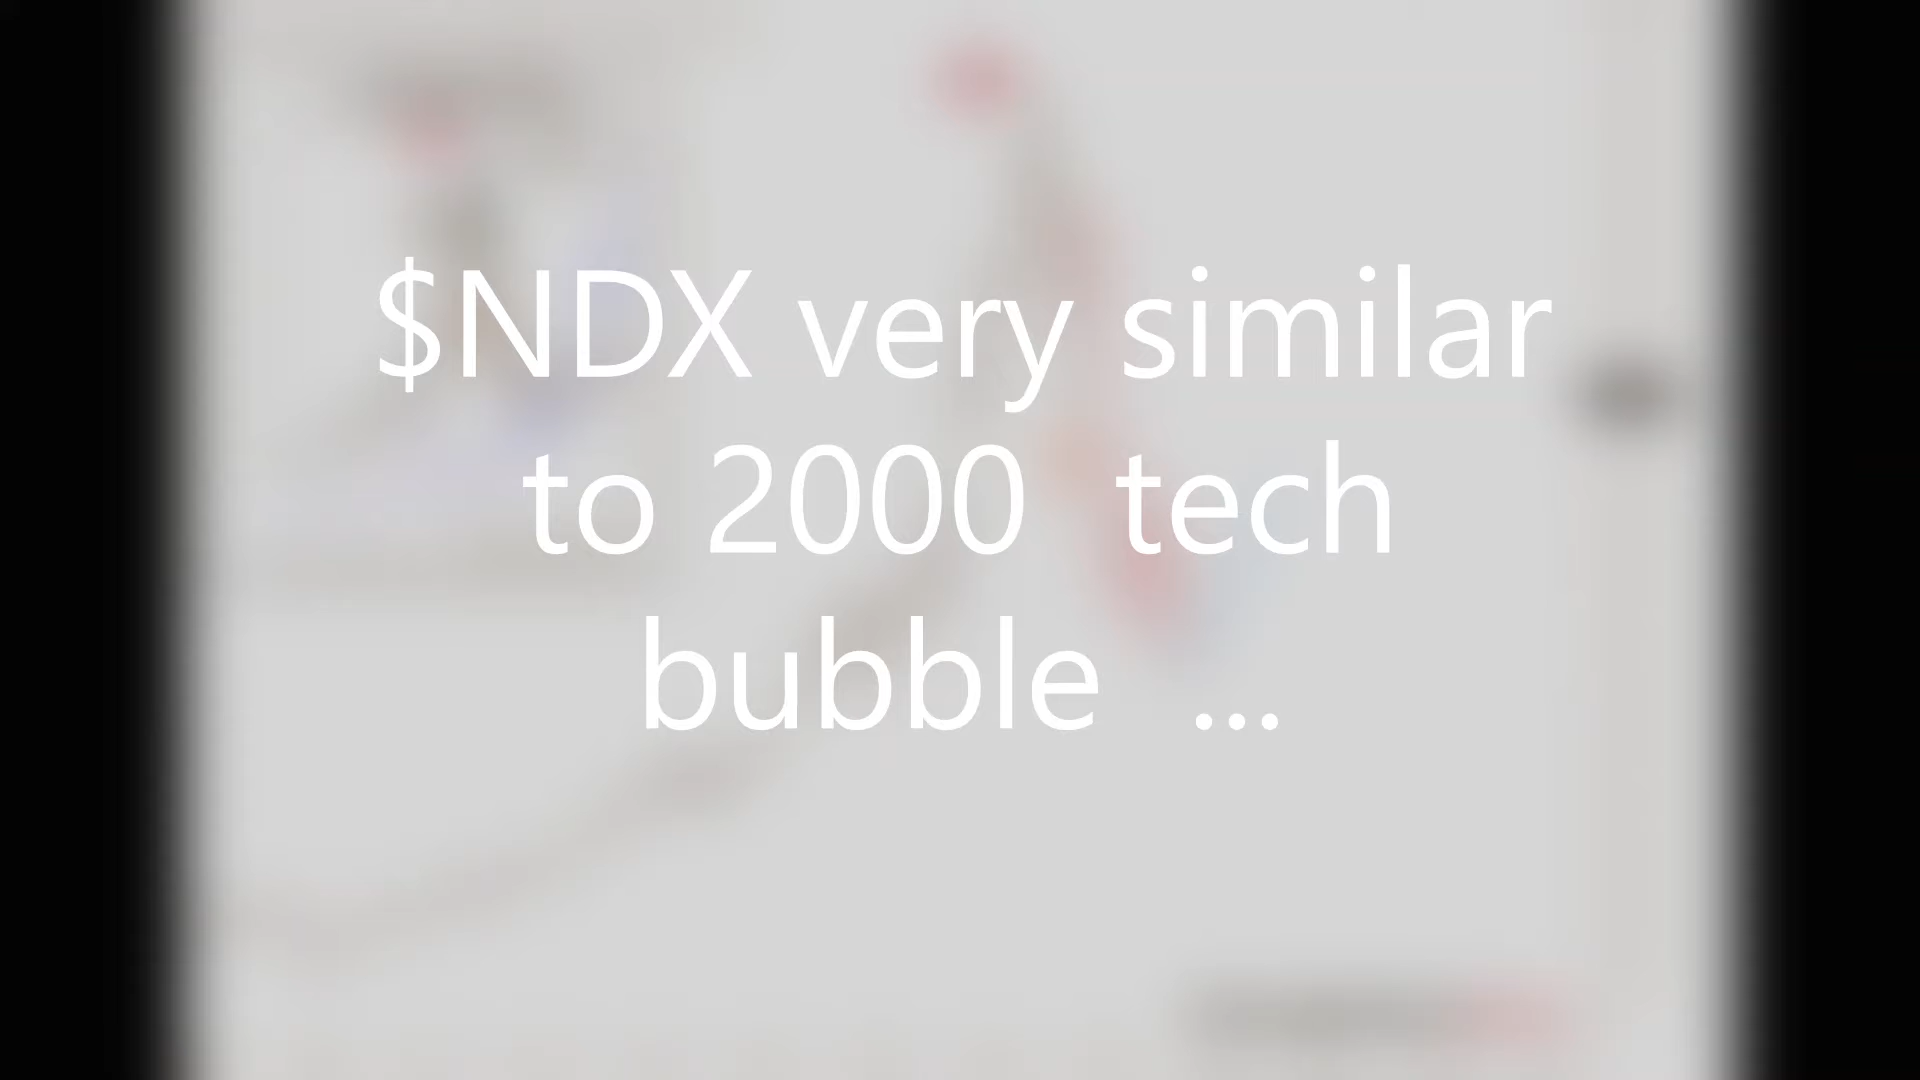 $NDX very similar
to 2000  tech
bubble  ...